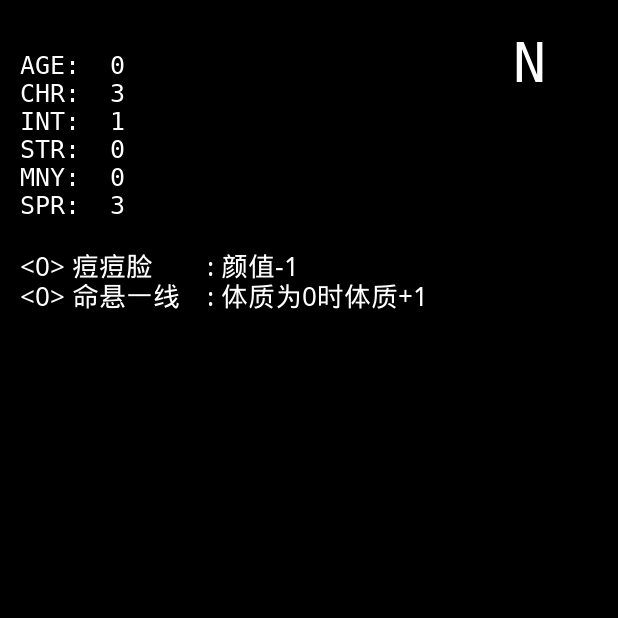 N
AGE: 0
CHR: 3
INT: 1
STR: 0
MNY: 0
SPR: 3
<0> 痘痘脸 : 颜值-1
<0> 命悬一线 : 体质为0时体质+1